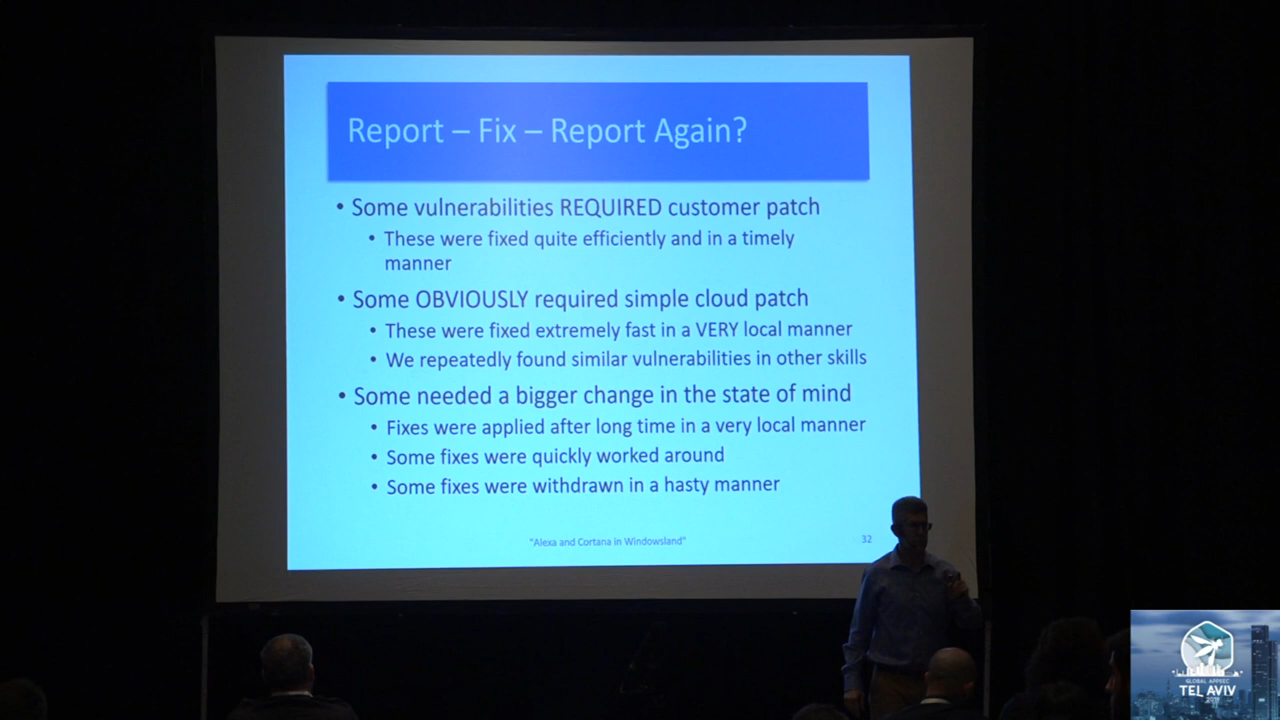 Report – Fix – Report Again?
• Some vulnerabilities REQUIRED customer patch
• These were fixed quite efficiently and in a timely
manner
• Some OBVIOUSLY required simple cloud patch
• These were fixed extremely fast in a VERY local manner
• We repeatedly found similar vulnerabilities in other skills
• Some needed a bigger change in the state of mind
• Fixes were applied after long time in a very local manner
• Some fixes were quickly worked around
• Some fixes were withdrawn in a hasty manner
"Alexa and Cortana in Windowsland"
32
GLOBAL APPSEC
TEL AVIV